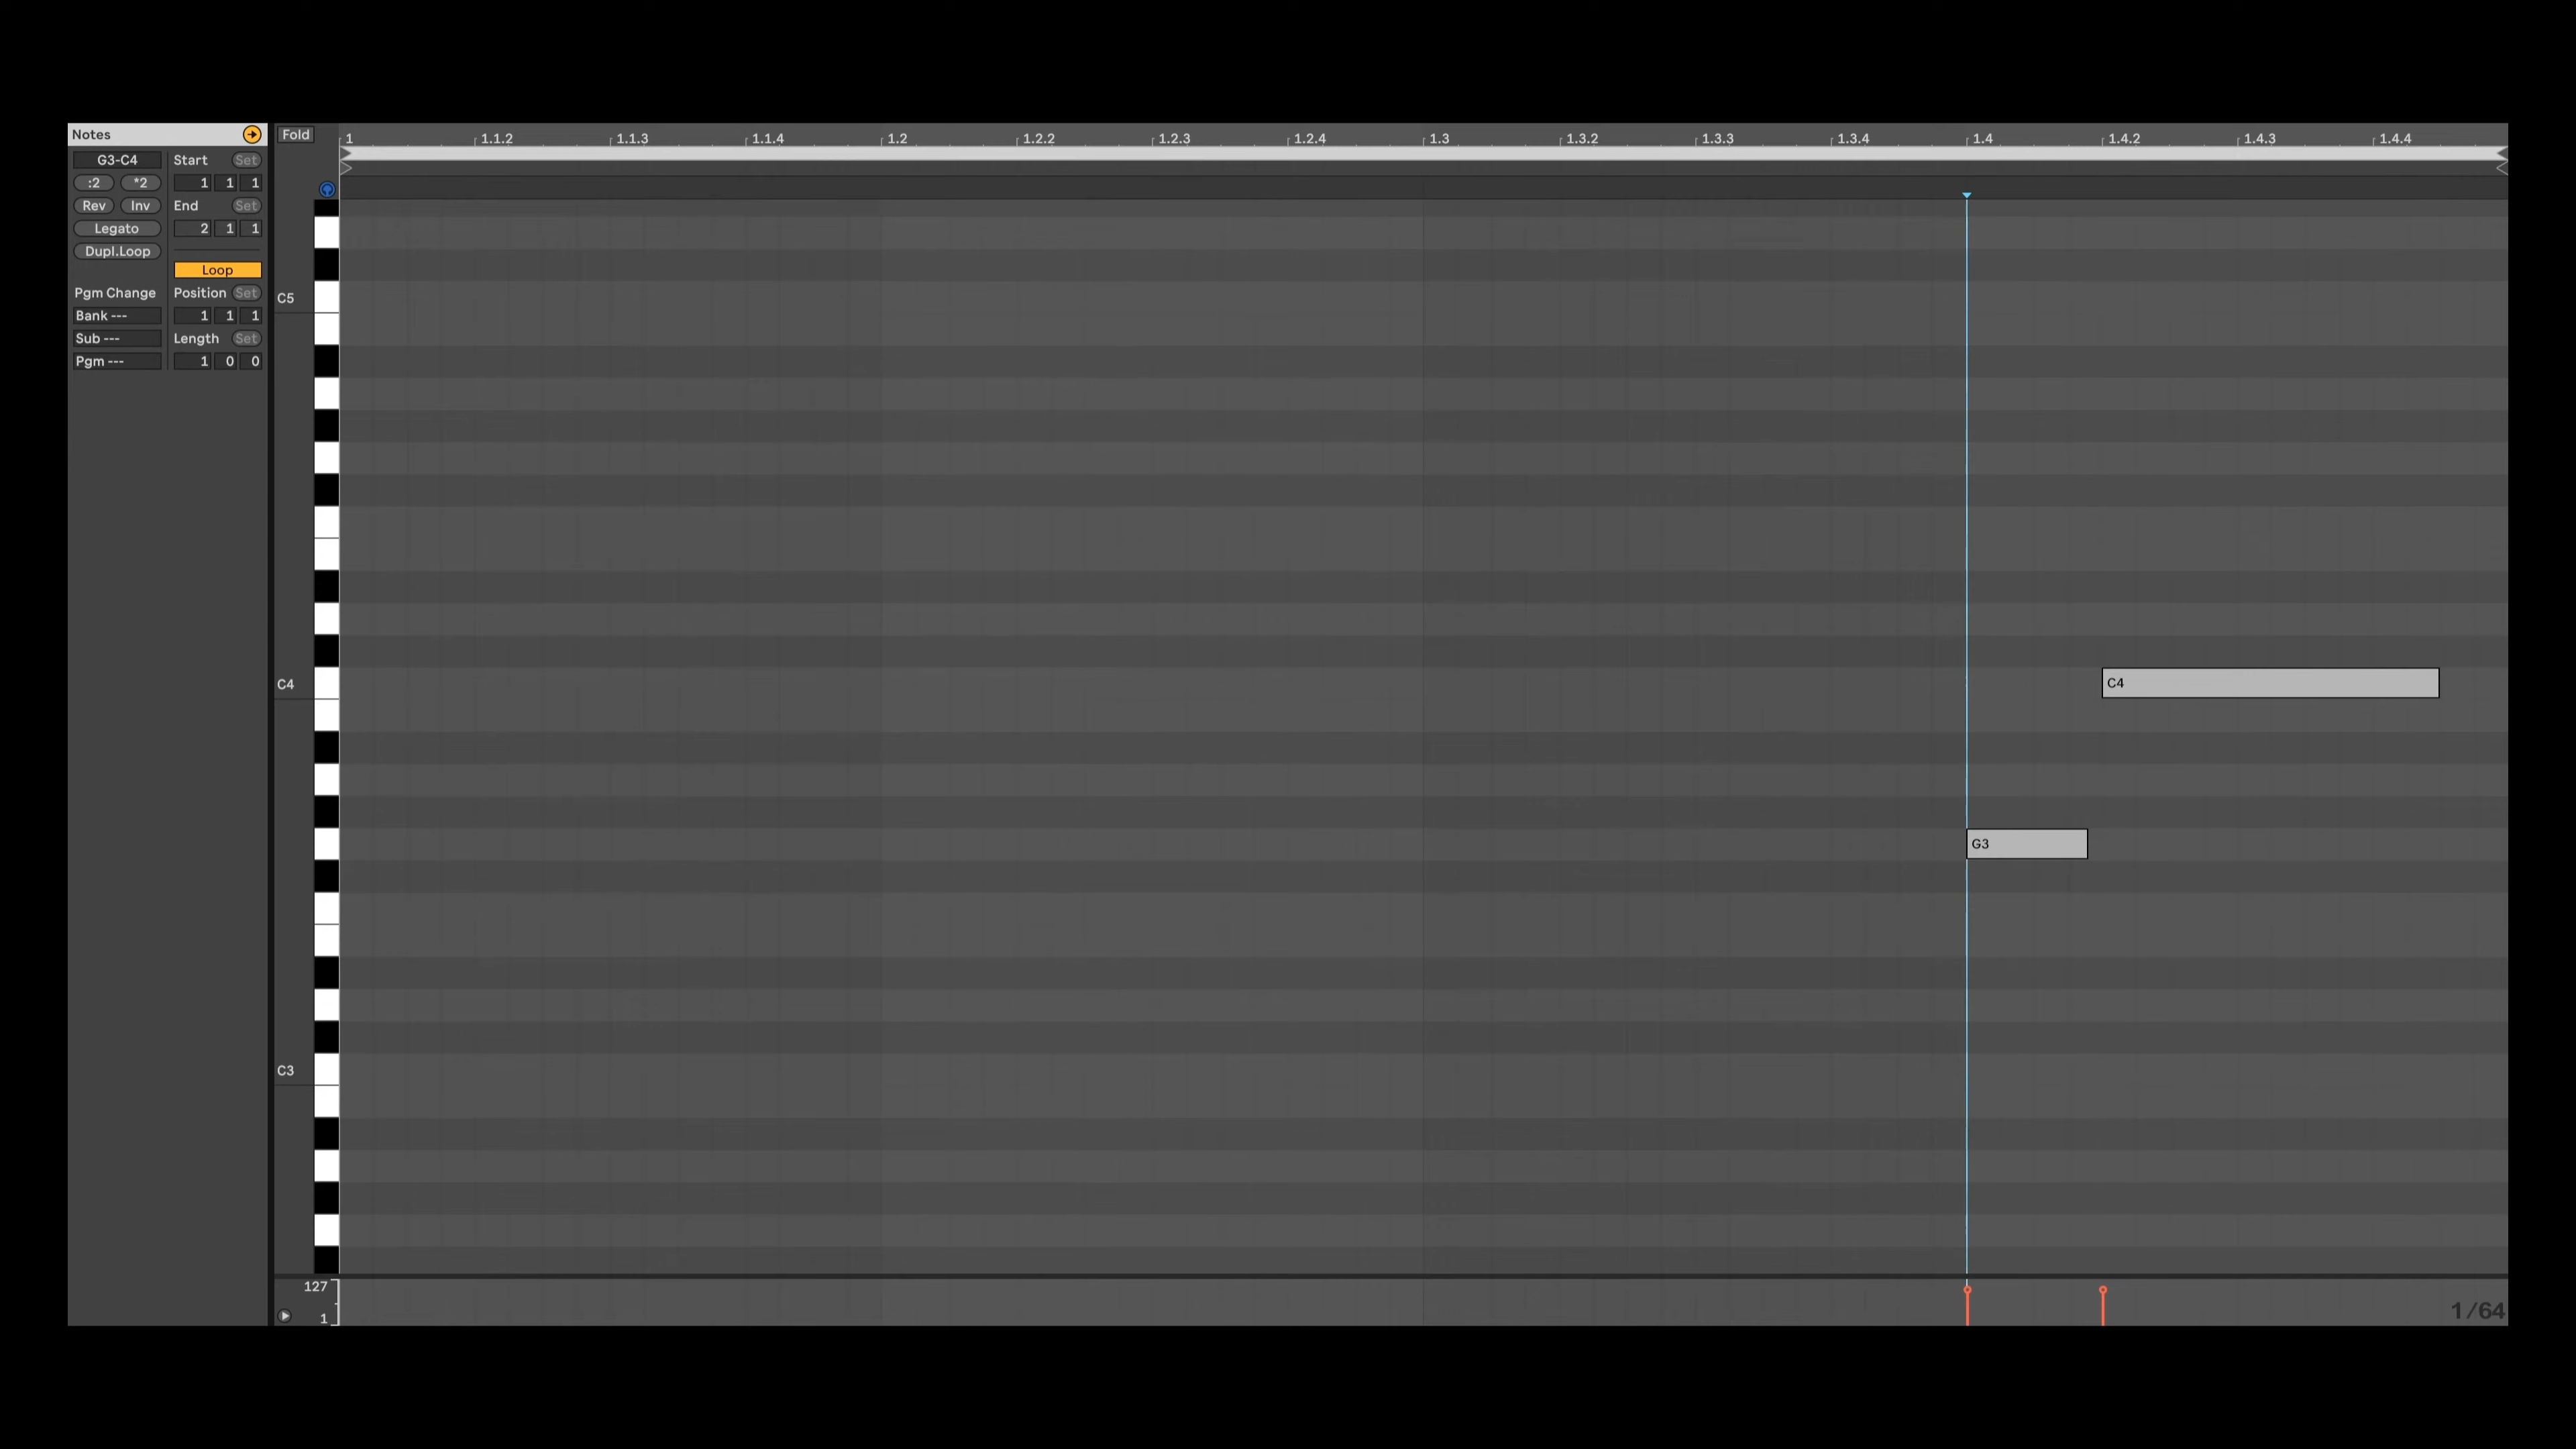 Notes
Fold
1 1.1.2 1.1.3 1.1.4 1.2 1.2.2 1.2.3 1.2.4 1.3 1.3.2 1.3.3 1.3.4 1.4 1.4.2 1.4.3 1.4.4
G3-C4 Start Set
:2 *2 1 1 1
Rev Inv End Set
Legato 2 1 1
Dupl.Loop
Loop
Pgm Change Position Set
Bank --- 1 1 1
Sub --- Length Set
Pgm --- 1 0 0
C5
C4
C4
G3
C3
127
1
1/64